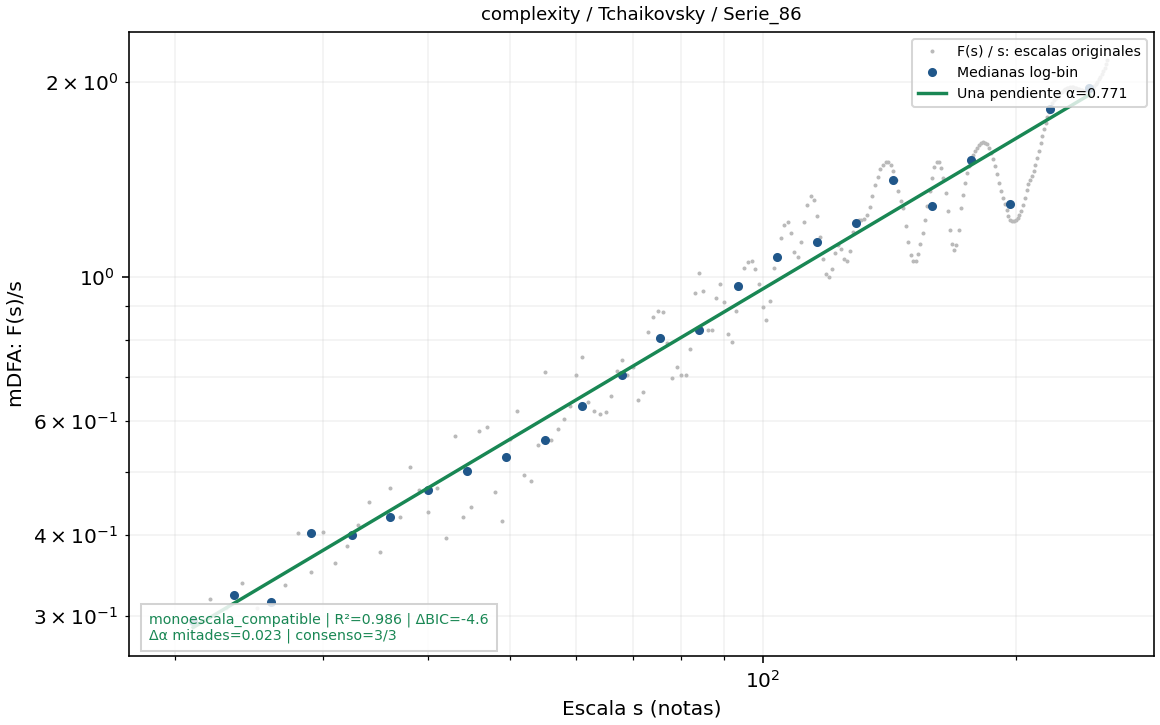 complexity / Tchaikovsky / Serie_86
F(s) / s: escalas originales
Medianas log-bin
Una pendiente α=0.771
mDFA: F(s)/s
2 × 10⁰
10⁰
6 × 10⁻¹
4 × 10⁻¹
3 × 10⁻¹
monoescala_compatible | R²=0.986 | ΔBIC=-4.6
Δα mitades=0.023 | consenso=3/3
10²
Escala s (notas)